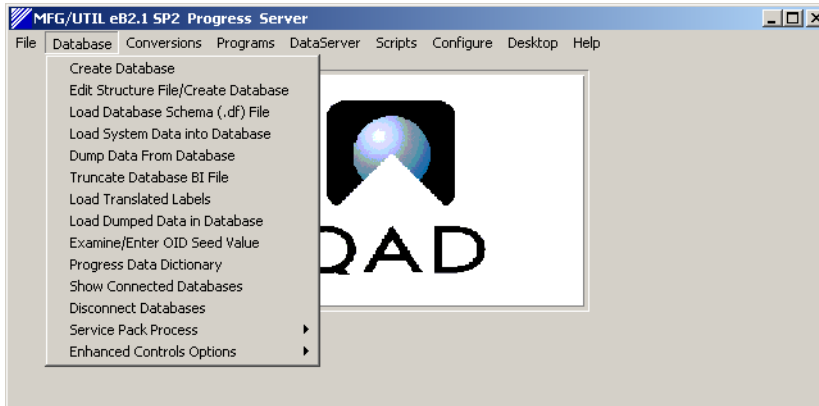 MFG/UTIL eB2.1 SP2 Progress Server
File Database Conversions Programs DataServer Scripts Configure Desktop Help
Create Database
Edit Structure File/Create Database
Load Database Schema (.df) File
Load System Data into Database
Dump Data From Database
Truncate Database BI File
Load Translated Labels
Load Dumped Data in Database
Examine/Enter OID Seed Value
Progress Data Dictionary
Show Connected Databases
Disconnect Databases
Service Pack Process
Enhanced Controls Options
QAD